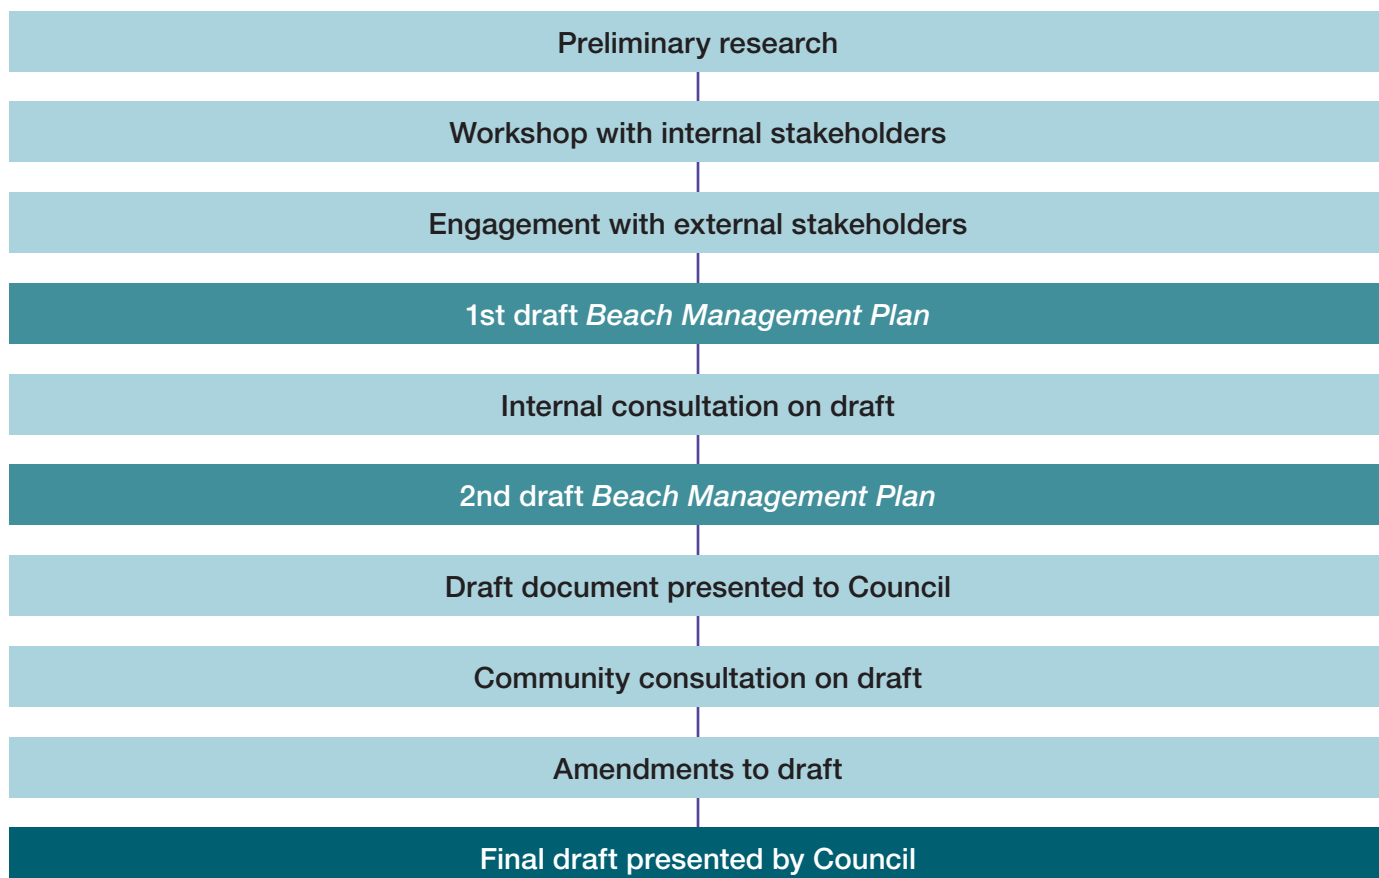 Preliminary research
Workshop with internal stakeholders
Engagement with external stakeholders
1st draft Beach Management Plan
Internal consultation on draft
2nd draft Beach Management Plan
Draft document presented to Council
Community consultation on draft
Amendments to draft
Final draft presented by Council